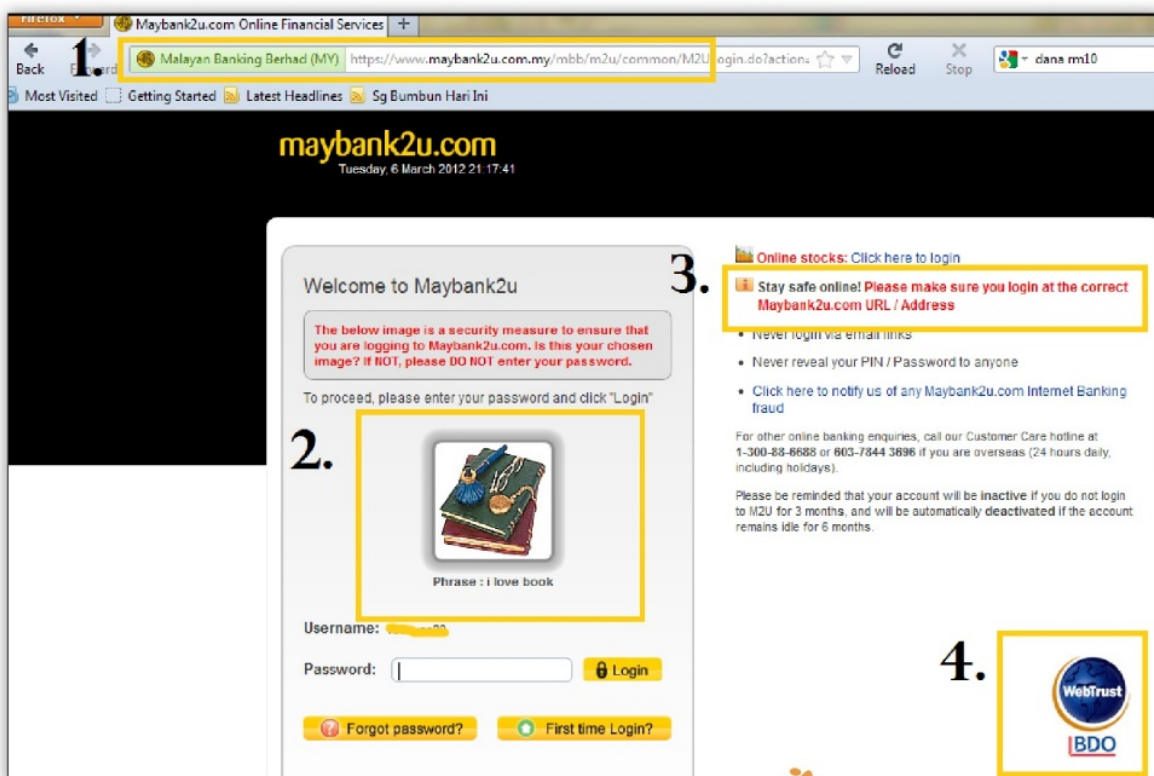 Firefox
Maybank2u.com Online Financial Services +
1.
Back
Forward
Malayan Banking Berhad (MY) https://www.maybank2u.com.my/mbb/m2u/common/M2ULogin.do?action=
Reload
Stop
dana rm10
Most Visited Getting Started Latest Headlines Sg Bumbun Hari Ini
maybank2u.com
Tuesday, 6 March 2012 21:17:41
Welcome to Maybank2u
The below image is a security measure to ensure that
you are logging to Maybank2u.com. Is this your chosen
image? If NOT, please DO NOT enter your password.
To proceed, please enter your password and click "Login"
2.
Phrase : i love book
Username:
Password:
Login
Forgot password?
First time Login?
Online stocks: Click here to login
3.
Stay safe online! Please make sure you login at the correct
Maybank2u.com URL / Address
• Never login via email links
• Never reveal your PIN / Password to anyone
• Click here to notify us of any Maybank2u.com Internet Banking
fraud
For other online banking enquiries, call our Customer Care hotline at
1-300-88-6688 or 603-7844 3696 if you are overseas (24 hours daily,
including holidays).
Please be reminded that your account will be inactive if you do not login
to M2U for 3 months, and will be automatically deactivated if the account
remains idle for 6 months.
4.
WebTrust
BDO